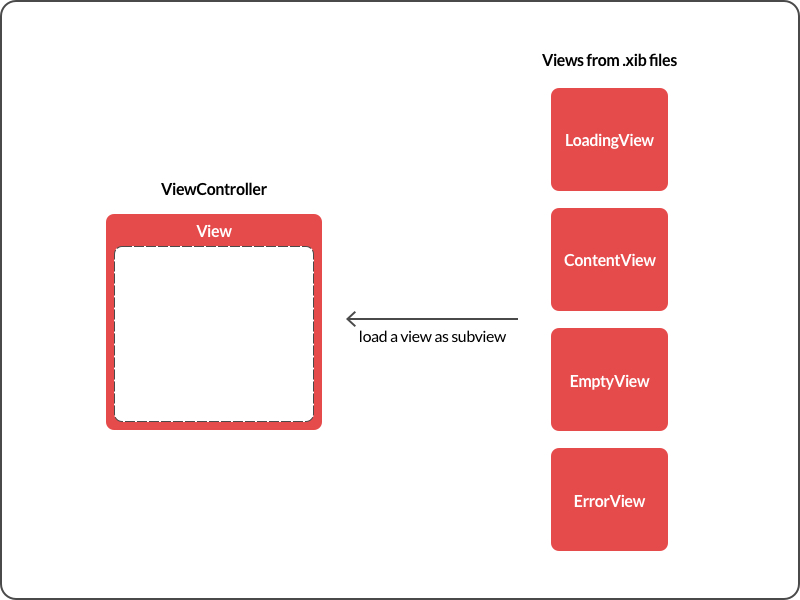 ViewController
View
load a view as subview
Views from .xib files
LoadingView
ContentView
EmptyView
ErrorView